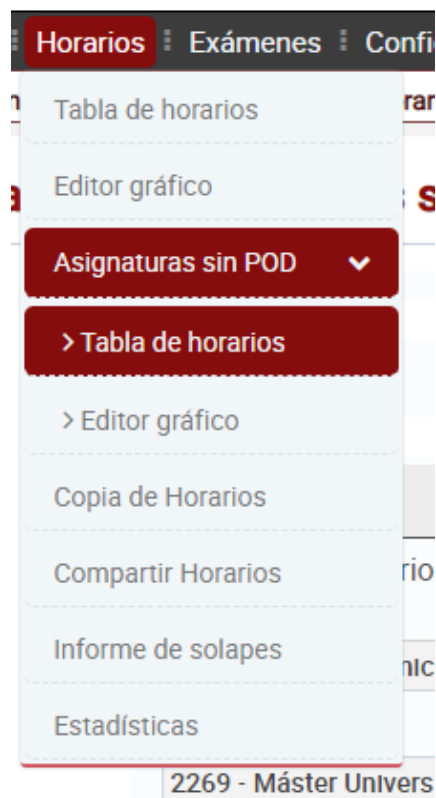 Horarios Exámenes
Tabla de horarios
Editor gráfico
Asignaturas sin POD
> Tabla de horarios
> Editor gráfico
Copia de Horarios
Compartir Horarios
Informe de solapes
Estadísticas
2269 - Máster